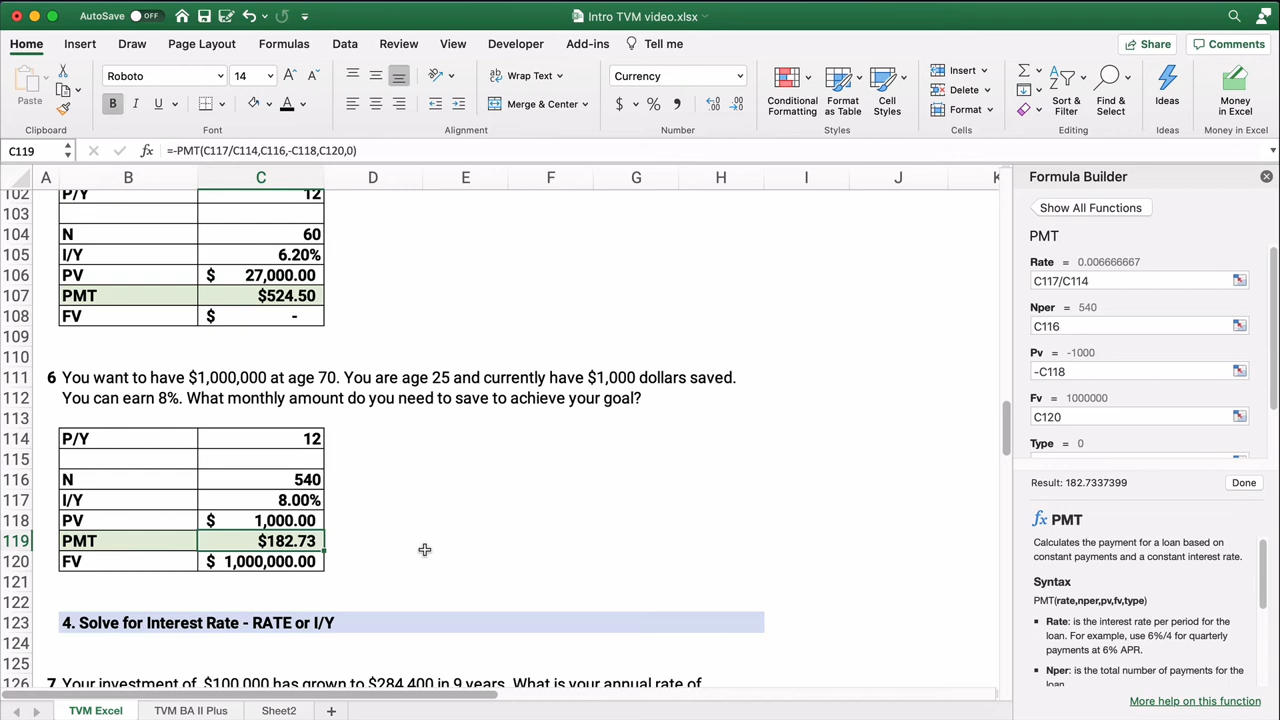 AutoSave OFF
Intro TVM video.xlsx
Home Insert Draw Page Layout Formulas Data Review View Developer Add-ins Tell me Share Comments
Paste
Clipboard
Roboto 14
A A
B I U A
Font
Wrap Text
Merge & Center
Alignment
Currency
$ %
Number
Conditional Formatting
Format as Table
Cell Styles
Styles
Insert
Delete
Format
Cells
Sort & Filter
Find & Select
Editing
Ideas
Ideas
Money in Excel
Money in Excel
C119 fx =-PMT(C117/C114,C116,-C118,C120,0)
A B C D E F G H I J K
102 P/Y 12
103
104 N 60
105 I/Y 6.20%
106 PV $ 27,000.00
107 PMT $524.50
108 FV $ -
109
110
111 6 You want to have $1,000,000 at age 70. You are age 25 and currently have $1,000 dollars saved.
112 You can earn 8%. What monthly amount do you need to save to achieve your goal?
113
114 P/Y 12
115
116 N 540
117 I/Y 8.00%
118 PV $ 1,000.00
119 PMT $182.73
120 FV $ 1,000,000.00
121
122
123 4. Solve for Interest Rate - RATE or I/Y
124
125
126 7 Your investment of $100,000 has grown to $284,400 in 9 years. What is your annual rate of
TVM Excel TVM BA II Plus Sheet2 +
Formula Builder
Show All Functions
PMT
Rate = 0.006666667
C117/C114
Nper = 540
C116
Pv = -1000
-C118
Fv = 1000000
C120
Type = 0
Result: 182.7337399 Done
fx PMT
Calculates the payment for a loan based on
constant payments and a constant interest rate.
Syntax
PMT(rate,nper,pv,fv,type)
Rate: is the interest rate per period for the
loan. For example, use 6%/4 for quarterly
payments at 6% APR.
Nper: is the total number of payments for the
loan.
More help on this function